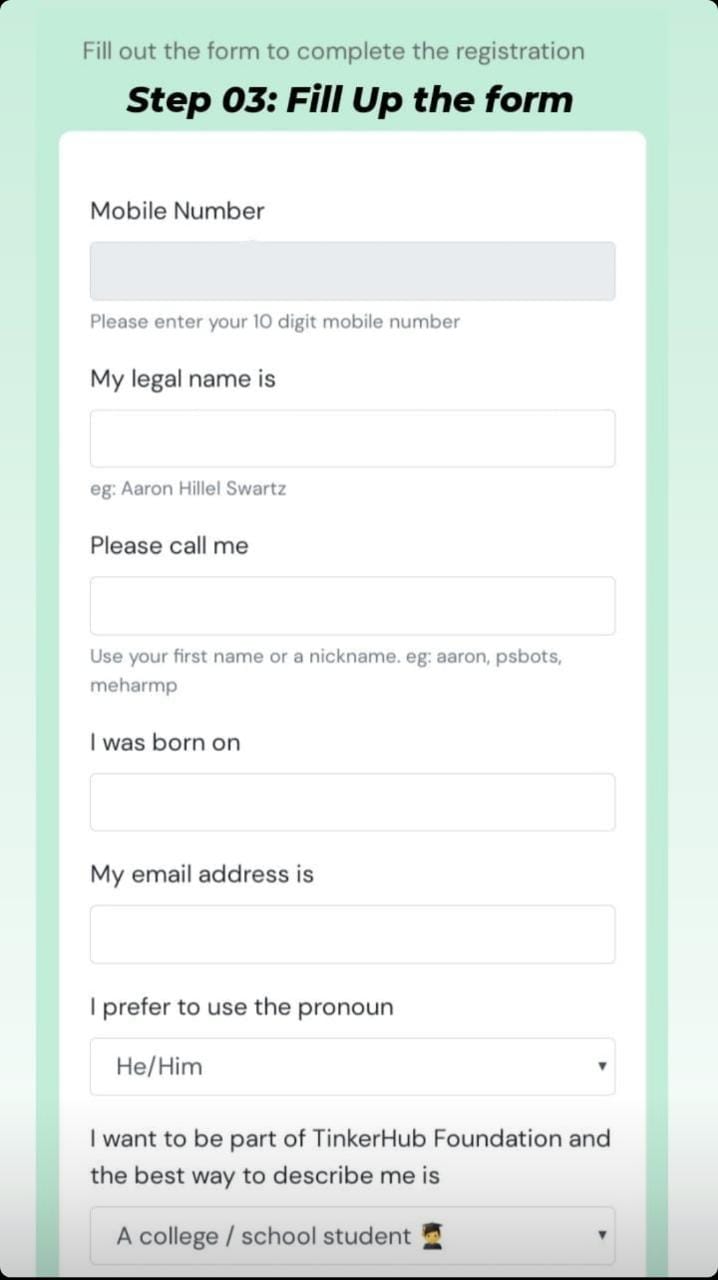 Fill out the form to complete the registration
Step 03: Fill Up the form
Mobile Number
Please enter your 10 digit mobile number
My legal name is
eg: Aaron Hillel Swartz
Please call me
Use your first name or a nickname. eg: aaron, psbots,
meharmp
I was born on
My email address is
I prefer to use the pronoun
He/Him
I want to be part of TinkerHub Foundation and
the best way to describe me is
A college / school student 👨‍🎓